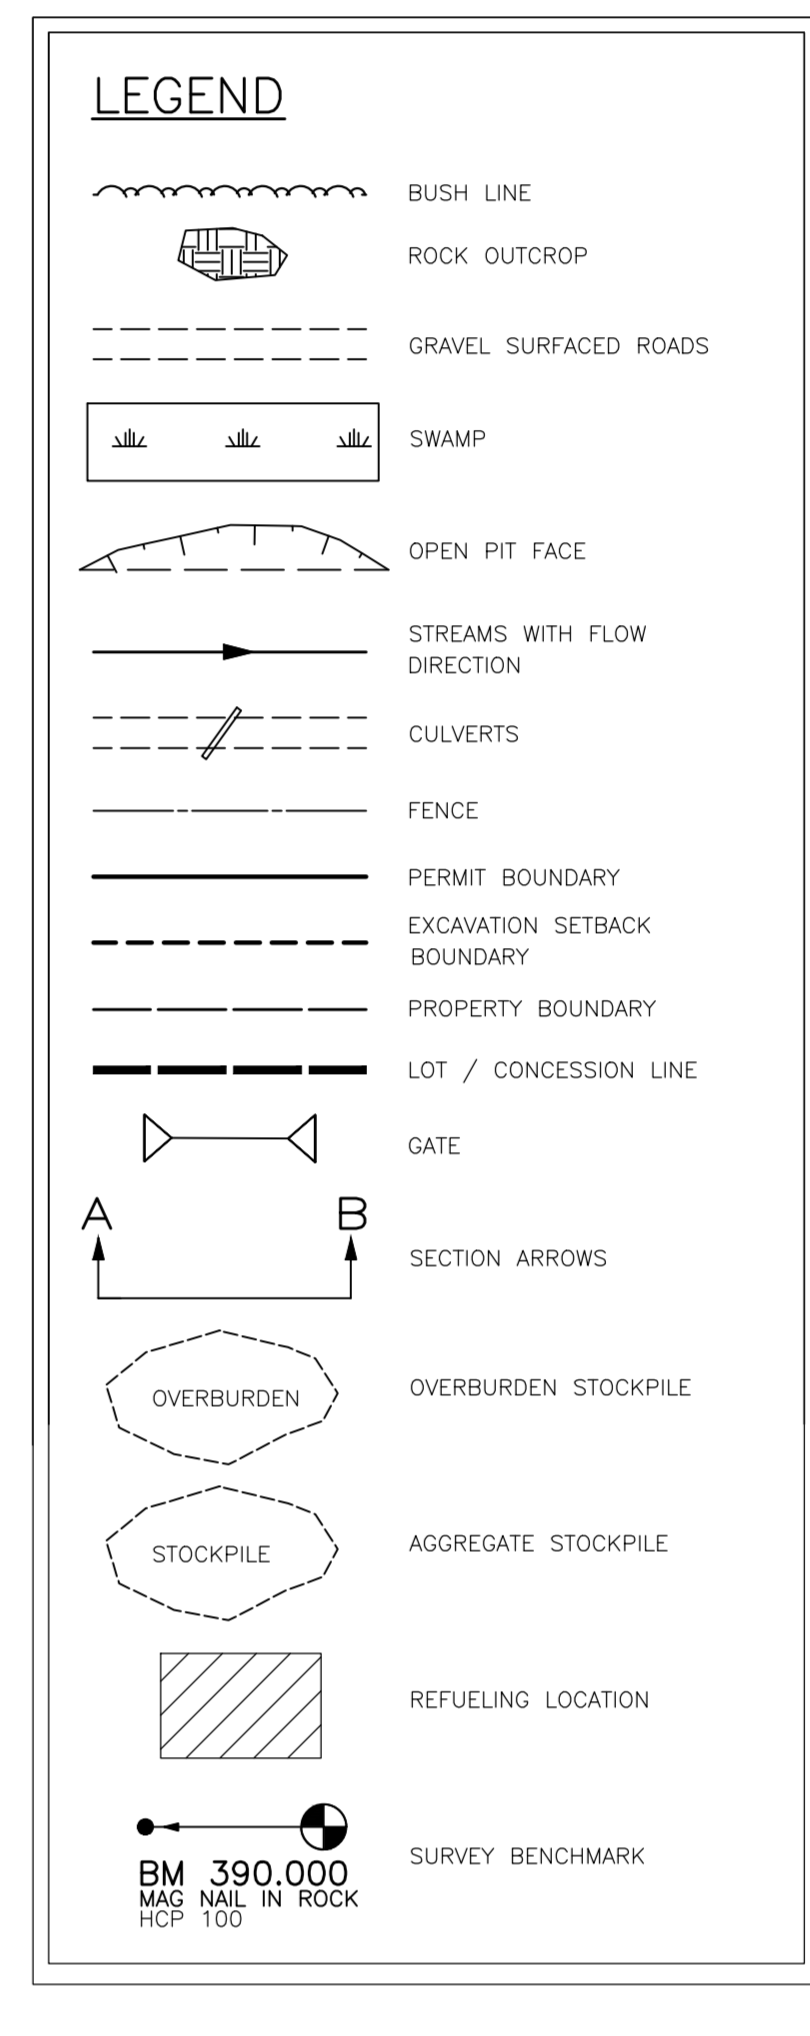 LEGEND
BUSH LINE
ROCK OUTCROP
GRAVEL SURFACED ROADS
SWAMP
OPEN PIT FACE
STREAMS WITH FLOW
DIRECTION
CULVERTS
FENCE
PERMIT BOUNDARY
EXCAVATION SETBACK
BOUNDARY
PROPERTY BOUNDARY
LOT / CONCESSION LINE
GATE
A B
SECTION ARROWS
OVERBURDEN
OVERBURDEN STOCKPILE
STOCKPILE
AGGREGATE STOCKPILE
REFUELING LOCATION
SURVEY BENCHMARK
BM 390.000
MAG NAIL IN ROCK
HCP 100